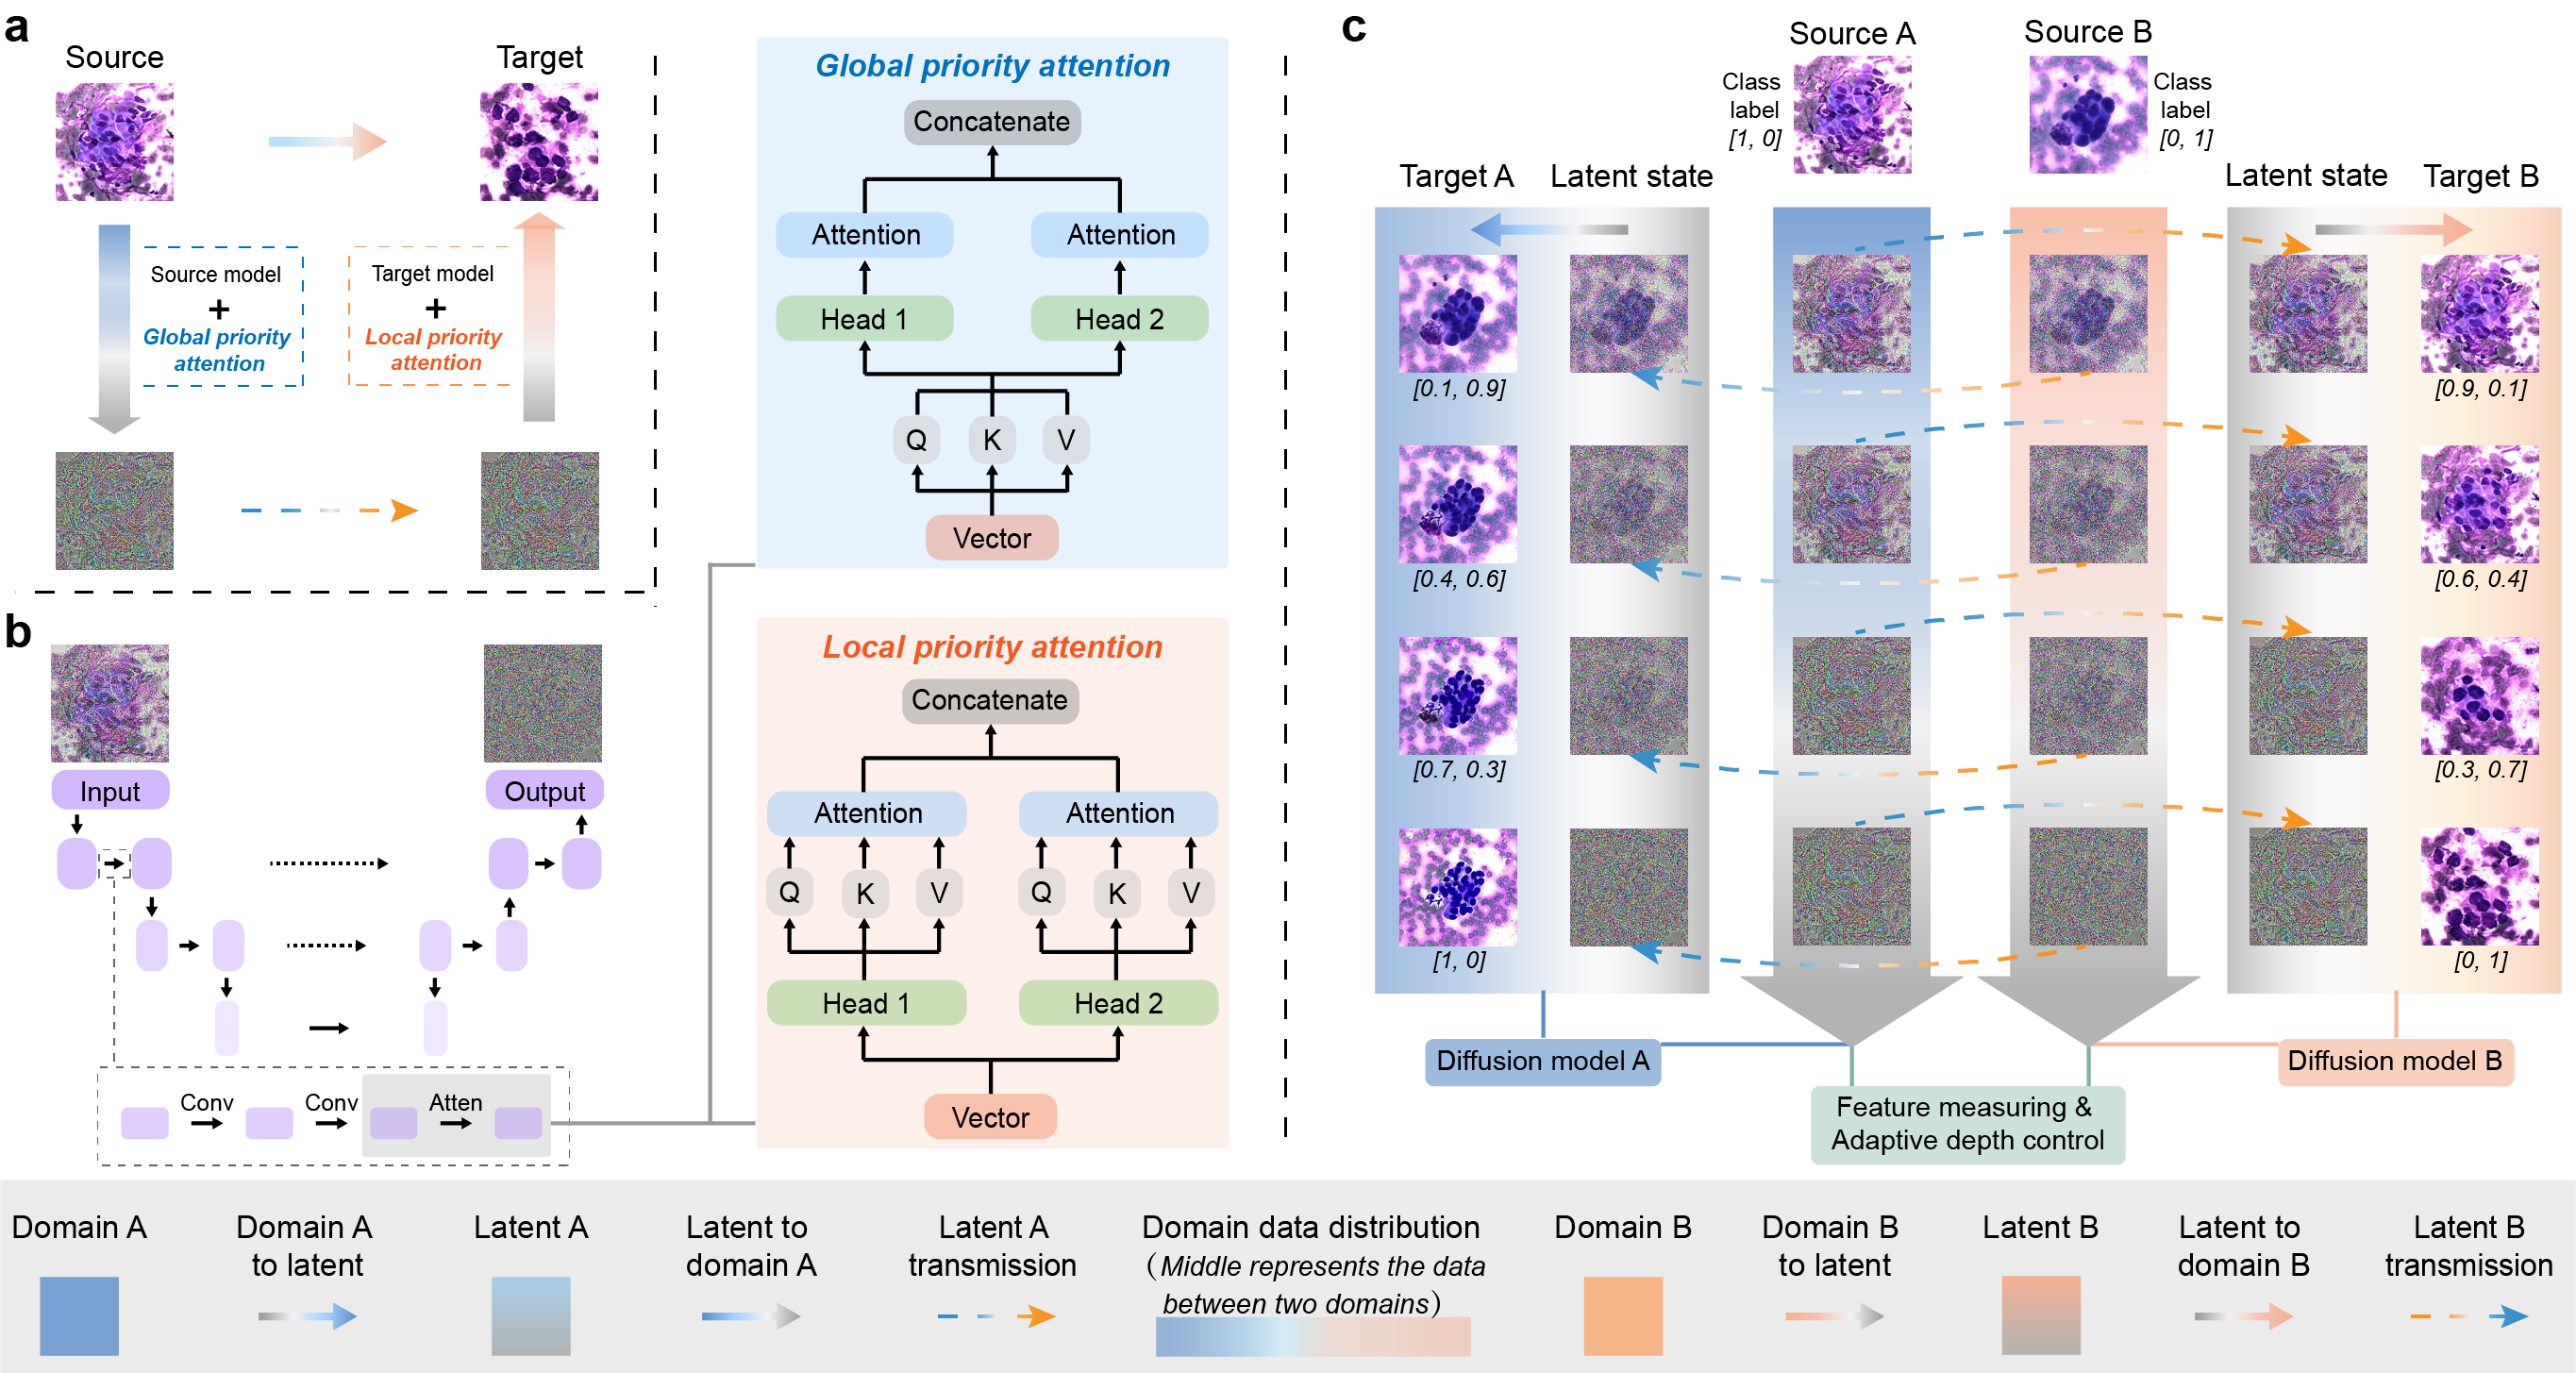 a
Source
Target
Source model
+
Global priority
attention
Target model
+
Local priority
attention
b
Input
Output
Conv
Conv
Atten
Global priority attention
Concatenate
Attention
Attention
Head 1
Head 2
Q
K
V
Vector
Local priority attention
Concatenate
Attention
Attention
Q
K
V
Q
K
V
Head 1
Head 2
Vector
c
Source A
Source B
Class
label
[1, 0]
Class
label
[0, 1]
Target A
Latent state
Latent state
Target B
[0.1, 0.9]
[0.9, 0.1]
[0.4, 0.6]
[0.6, 0.4]
[0.7, 0.3]
[0.3, 0.7]
[1, 0]
[0, 1]
Diffusion model A
Diffusion model B
Feature measuring &
Adaptive depth control
Domain A
Domain A
to latent
Latent A
Latent to
domain A
Latent A
transmission
Domain data distribution
(Middle represents the data
between two domains)
Domain B
Domain B
to latent
Latent B
Latent to
domain B
Latent B
transmission